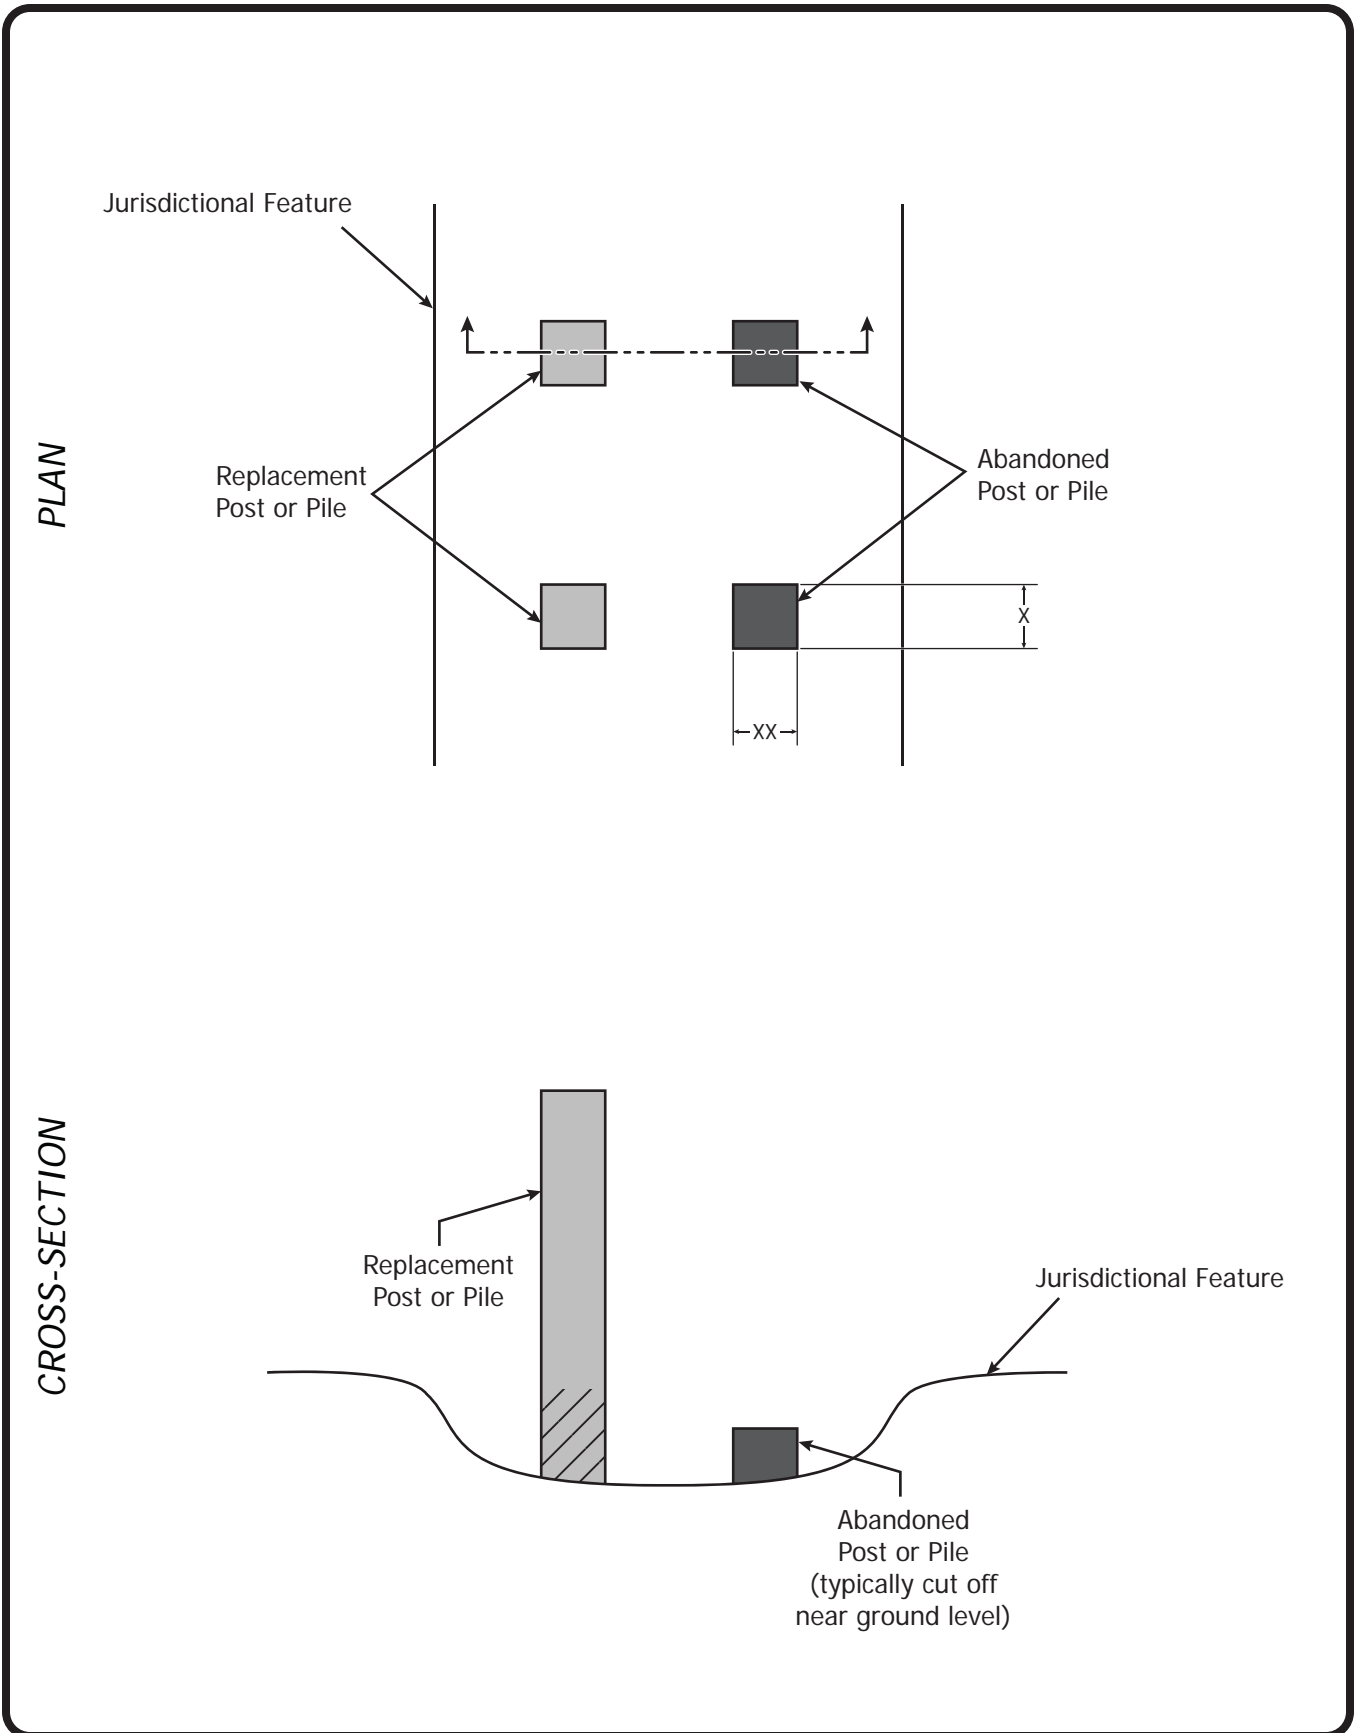 PLAN
Jurisdictional Feature
Replacement
Post or Pile
Abandoned
Post or Pile
X
XX
CROSS-SECTION
Replacement
Post or Pile
Jurisdictional Feature
Abandoned
Post or Pile
(typically cut off
near ground level)